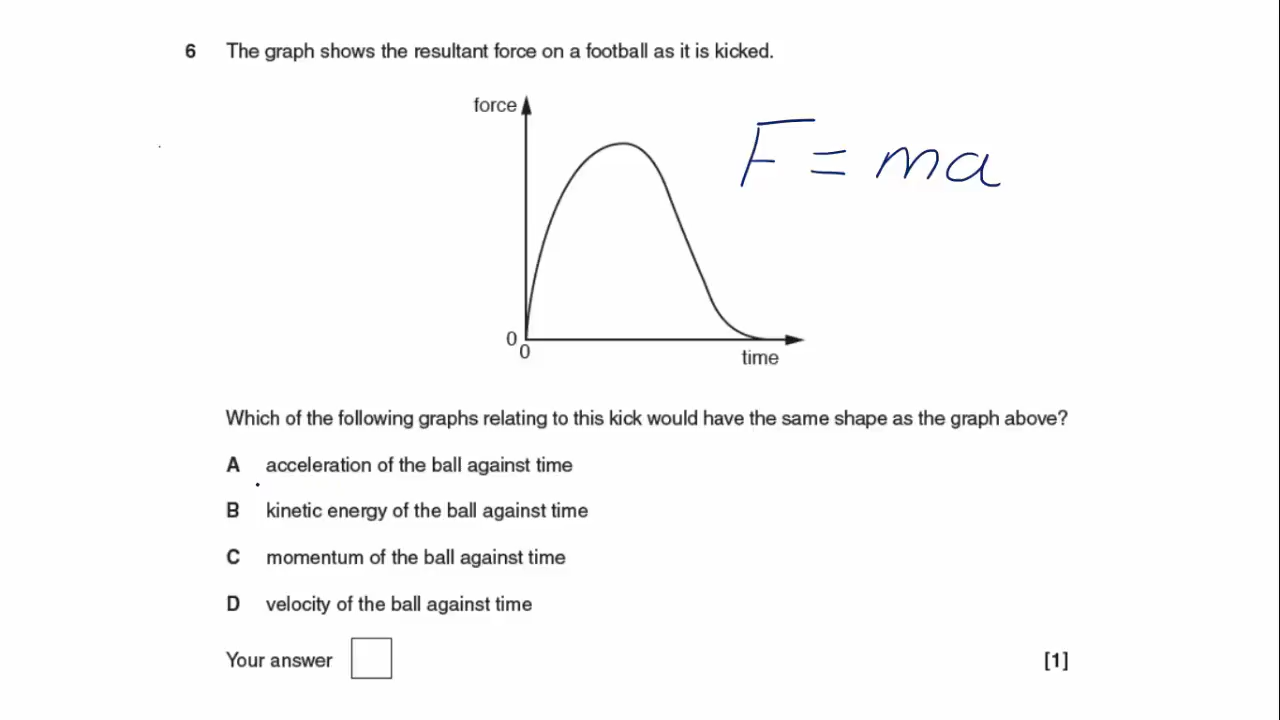 6 The graph shows the resultant force on a football as it is kicked.
force
F = ma
0
0
time
Which of the following graphs relating to this kick would have the same shape as the graph above?
A acceleration of the ball against time
B kinetic energy of the ball against time
C momentum of the ball against time
D velocity of the ball against time
Your answer [1]